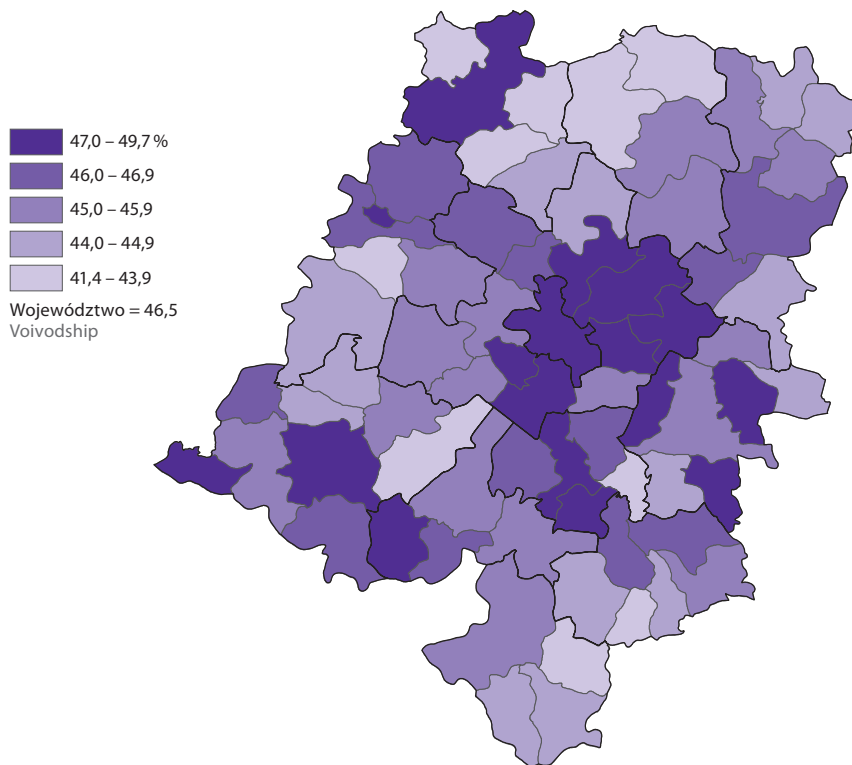 47,0 – 49,7 %
46,0 – 46,9
45,0 – 45,9
44,0 – 44,9
41,4 – 43,9
Województwo = 46,5
Voivodship